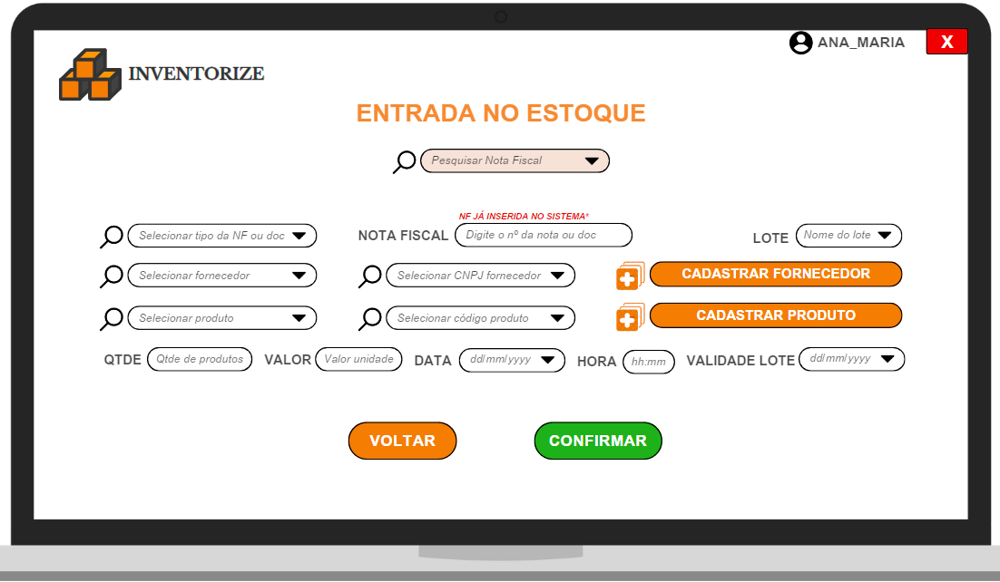 ANA_MARIA
X
INVENTORIZE
ENTRADA NO ESTOQUE
Pesquisar Nota Fiscal
NF JÁ INSERIDA NO SISTEMA*
Selecionar tipo da NF ou doc NOTA FISCAL Digite o nº da nota ou doc LOTE Nome do lote
Selecionar fornecedor Selecionar CNPJ fornecedor CADASTRAR FORNECEDOR
Selecionar produto Selecionar código produto CADASTRAR PRODUTO
QTDE Qtde de produtos VALOR Valor unidade DATA dd/mm/yyyy HORA hh:mm VALIDADE LOTE dd/mm/yyyy
VOLTAR CONFIRMAR